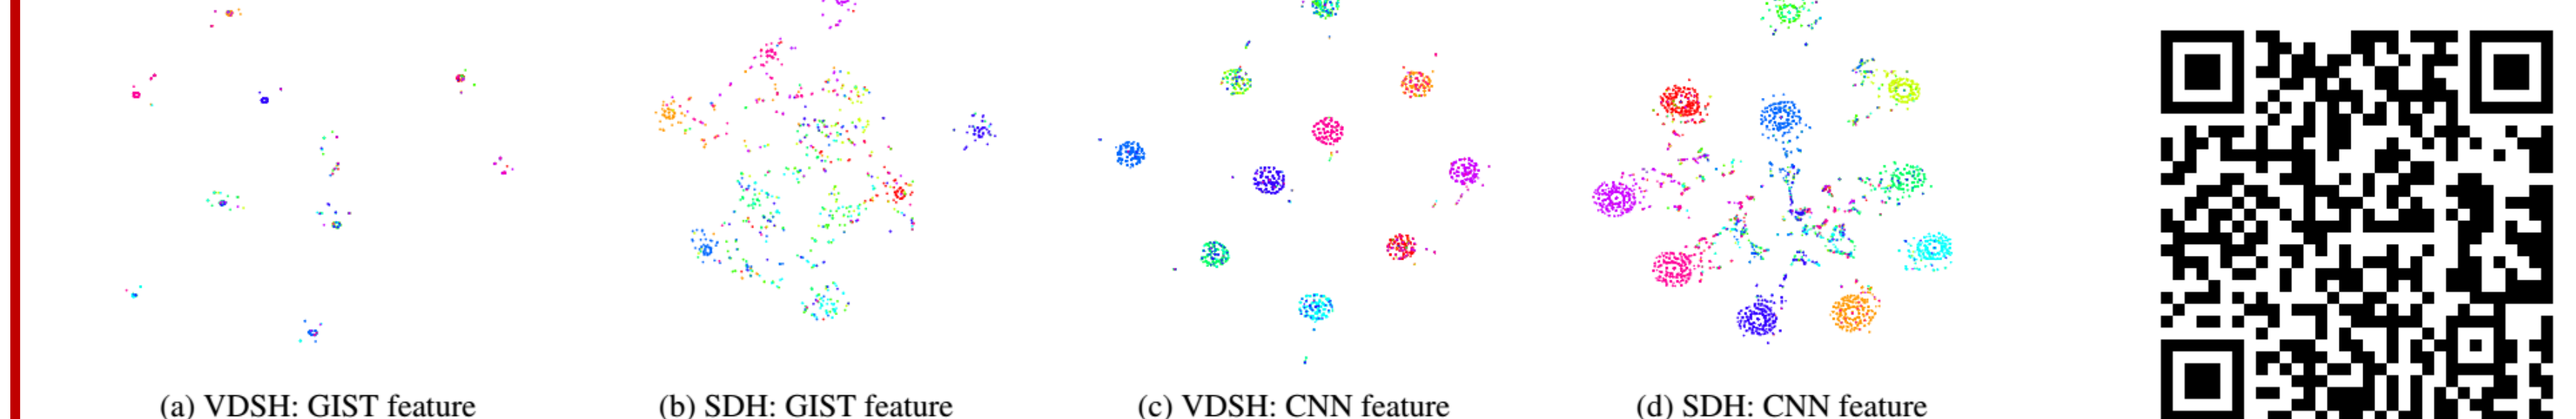 (a) VDSH: GIST feature
(b) SDH: GIST feature
(c) VDSH: CNN feature
(d) SDH: CNN feature